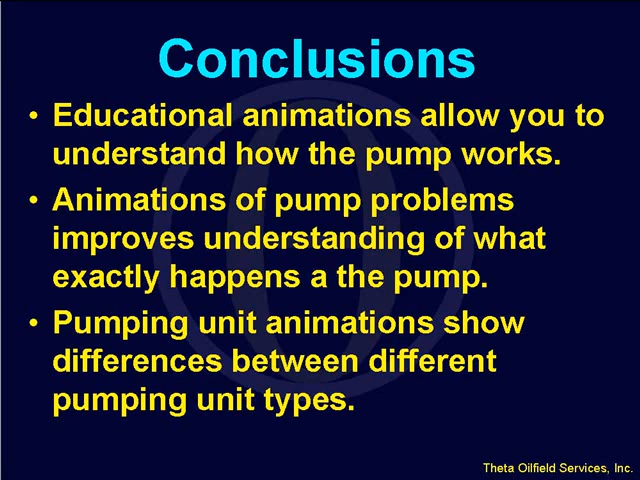 Conclusions
• Educational animations allow you to
understand how the pump works.
• Animations of pump problems
improves understanding of what
exactly happens a the pump.
• Pumping unit animations show
differences between different
pumping unit types.
Theta Oilfield Services, Inc.